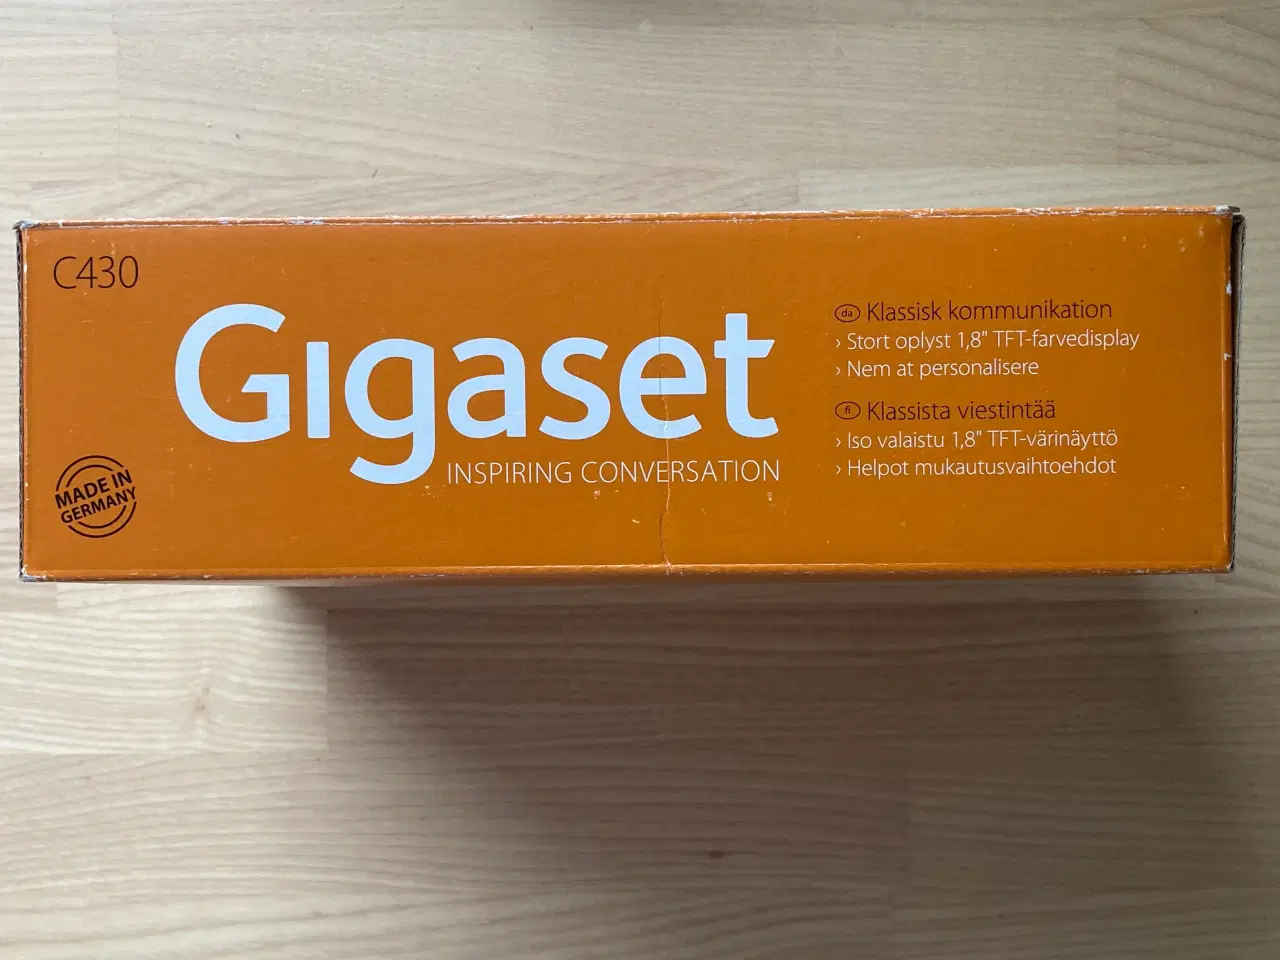 C430
Gigaset
INSPIRING CONVERSATION
MADE IN
GERMANY
da Klassisk kommunikation
› Stort oplyst 1,8" TFT-farvedisplay
› Nem at personalisere
fi Klassista viestintää
› Iso valaistu 1,8" TFT-värinäyttö
› Helpot mukautusvaihtoehdot